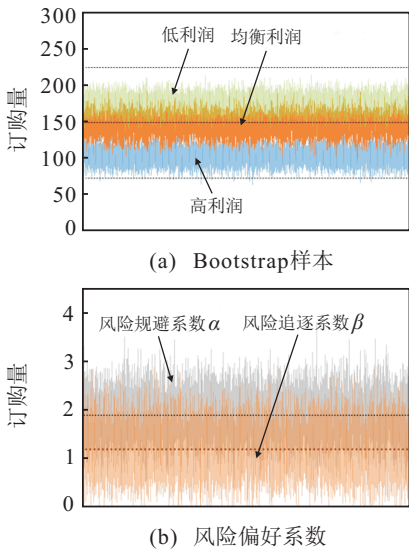 300
250
200
150
100
50
0
订购量
低利润
均衡利润
高利润
(a) Bootstrap样本
4
3
2
1
0
订购量
风险规避系数α
风险追逐系数β
(b) 风险偏好系数